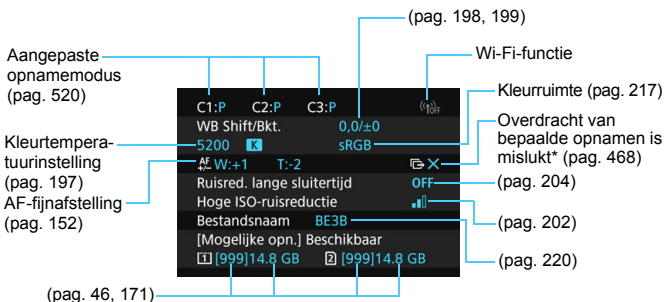 (pag. 198, 199)
Aangepaste
opnamemodus
(pag. 520)
Wi-Fi-functie
Kleurruimte (pag. 217)
Overdracht van
bepaalde opnamen is
mislukt* (pag. 468)
Kleurtempera-
tuurinstelling
(pag. 197)
AF-fijnafstelling
(pag. 152)
C1:P C2:P C3:P OFF
WB Shift/Bkt. 0,0/±0
5200 K sRGB
AF +/- W:+1 T:-2
Ruisred. lange sluitertijd OFF
Hoge ISO-ruisreductie
Bestandsnaam BE3B
[Mogelijke opn.] Beschikbaar
1 [999]14.8 GB 2 [999]14.8 GB
(pag. 204)
(pag. 202)
(pag. 220)
(pag. 46, 171)